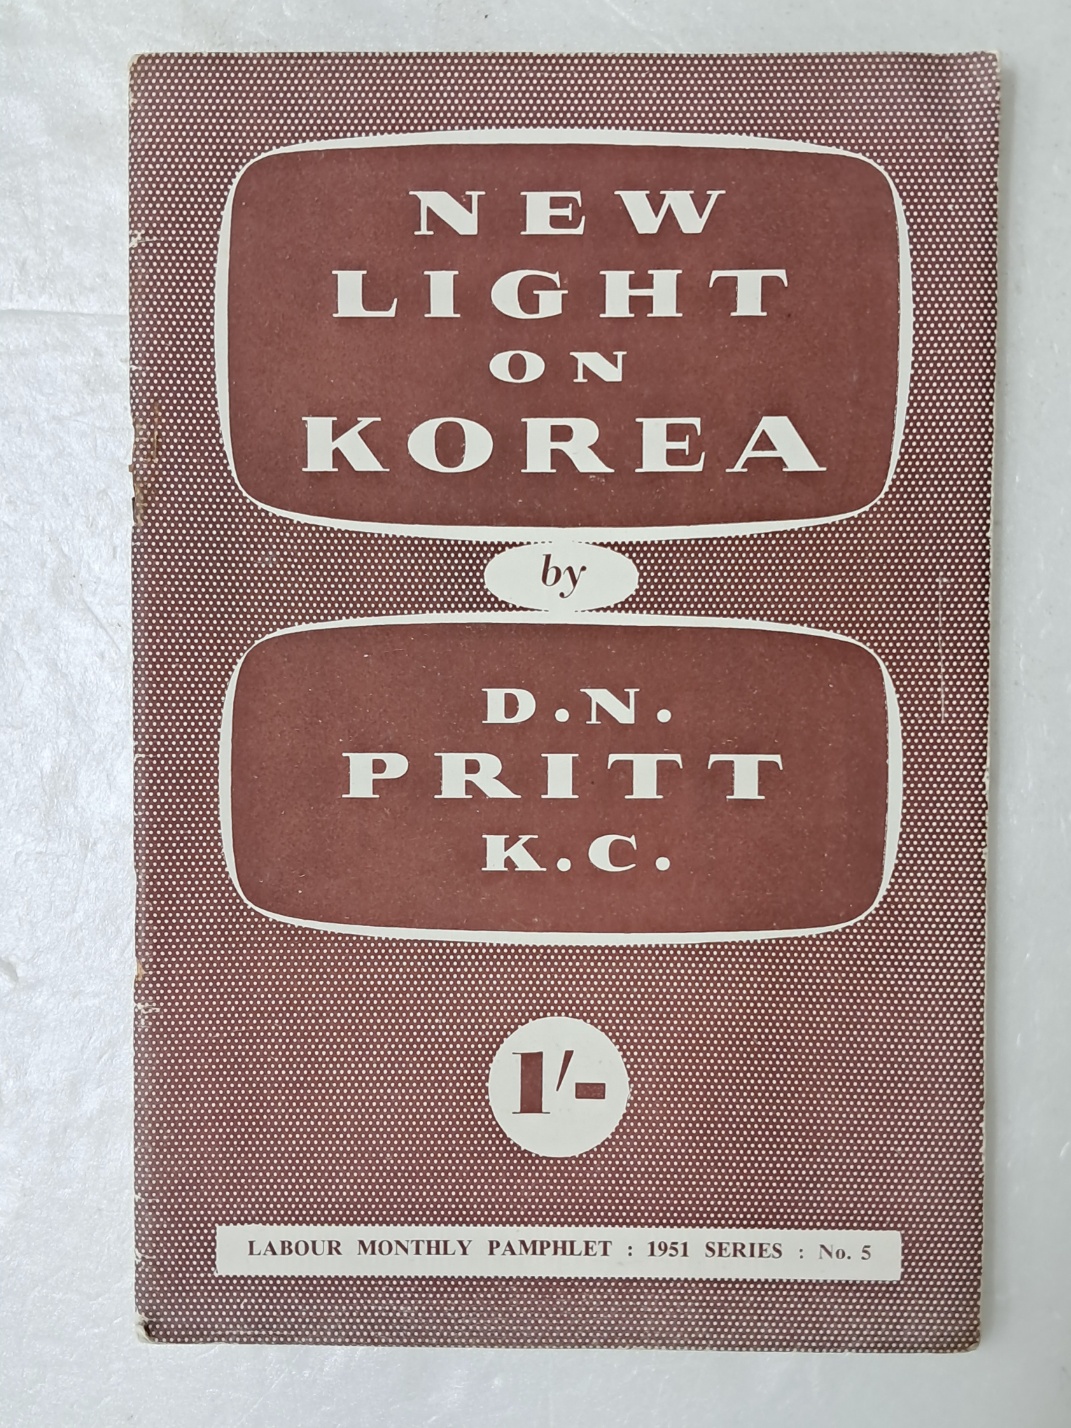 NEW
LIGHT
ON
KOREA
by
D.N.
PRITT
K.C.
1/-
LABOUR MONTHLY PAMPHLET : 1951 SERIES : No. 5